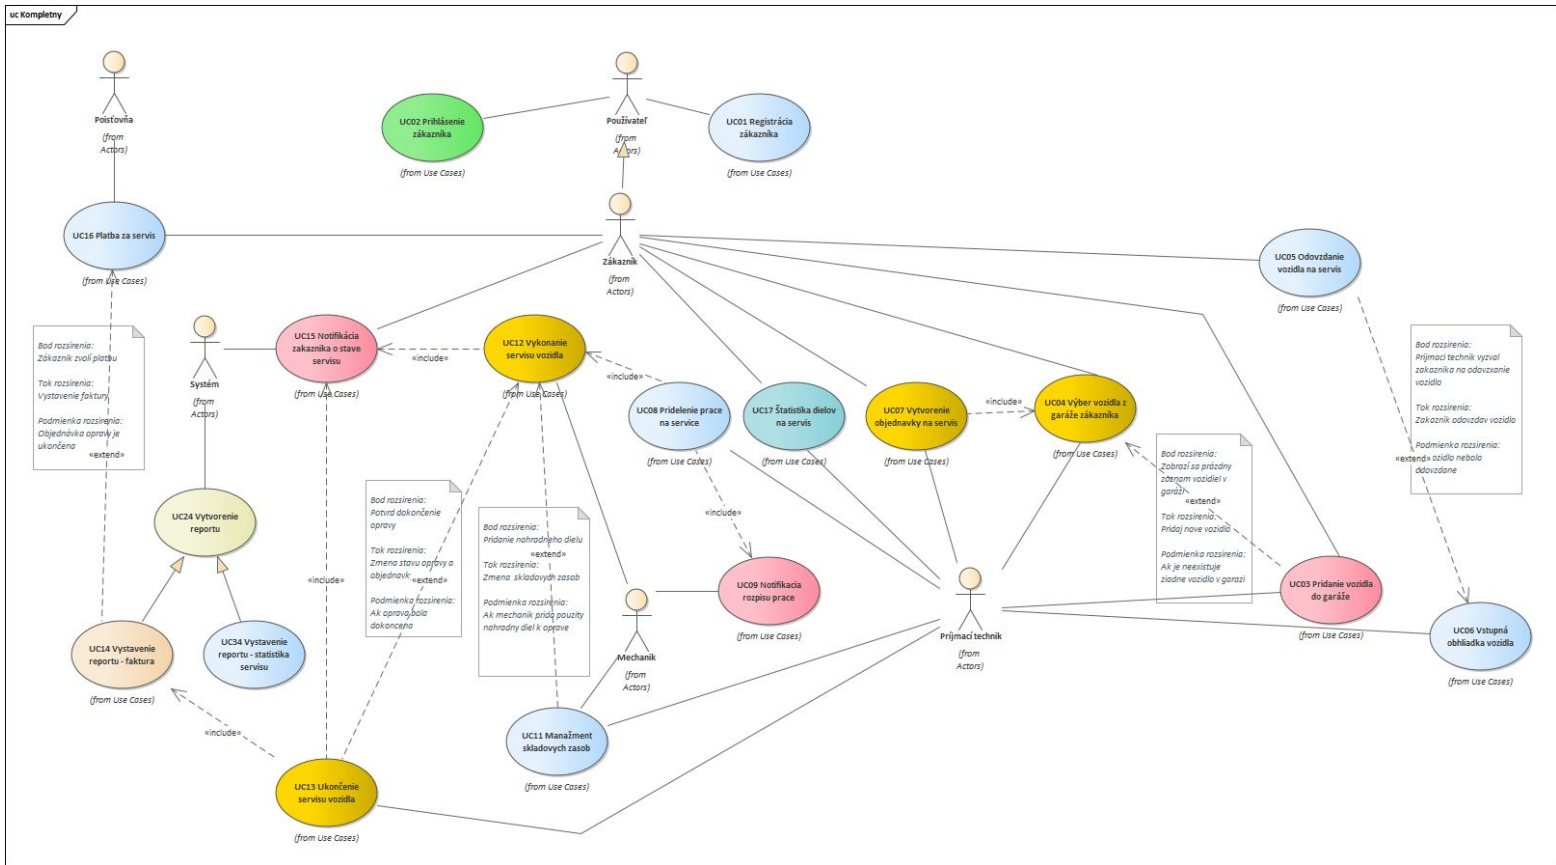 uc Kompletny
Poisťovňa
(from
Actors)
UC02 Prihlásenie
zákazníka
(from Use Cases)
Používateľ
(from
Actors)
UC01 Registrácia
zákazníka
(from Use Cases)
UC16 Platba za servis
(from Use Cases)
Zákazník
(from
Actors)
UC05 Odovzdanie
vozidla na servis
(from Use Cases)
Bod rozsirenia:
Zákazník zvolí platbu
Tok rozsirenia:
Vystavenie faktury
Podmienka rozsirenia:
Objednávka opravy je
ukončena
«extend»
Systém
(from
Actors)
UC15 Notifikácia
zakaznika o stave
servisu
(from Use Cases)
«include»
UC12 Vykonanie
servisu vozidla
(from Use Cases)
«include»
UC08 Pridelenie prace
na service
(from Use Cases)
UC17 Štatistika dielov
na servis
(from Use Cases)
UC07 Vytvorenie
objednavky na servis
(from Use Cases)
«include»
UC04 Výber vozidla z
garáže zákazníka
(from Use Cases)
Bod rozsirenia:
Prijmaci technik vyzval
zakaznika na odovzxanie
vozidlo
Tok rozsirenia:
Zakaznik odovzdav vozidlo
Podmienka rozsirenia:
ozidlo nebolo
odovzdane
«extend»
Bod rozsirenia:
Zobrazí sa prázdny
záznam vozidiel v
garáži
«extend»
Tok rozsirenia:
Pridaj nove vozidlo
Podmienka rozsirenia:
Ak je neexistuje
ziadne vozidlo v garazi
UC24 Vytvorenie
reportu
Bod rozsirenia:
Potvrd dokončenie
opravy
Tok rozsirenia:
Zmena stavu opravy a
objednavk
«extend»
Podmienka rozsirenia:
Ak oprava bola
dokoncena
«include»
Bod rozsirenia:
Pridanie nahradneho dielu
«extend»
Tok rozsirenia:
Zmena skladovych zasob
Podmienka rozsirenia:
Ak mechanik prida pouzity
nahradny diel k oprave
«include»
UC09 Notifikacia
rozpisu prace
(from Use Cases)
Mechanik
(from
Actors)
Príjmací technik
(from
Actors)
UC03 Pridanie vozidla
do garáže
(from Use Cases)
UC06 Vstupná
obhliadka vozidla
(from Use Cases)
UC14 Vystavenie
reportu - faktura
(from Use Cases)
UC34 Vystavenie
reportu - statistika
servisu
«include»
UC11 Manažment
skladovych zasob
(from Use Cases)
UC13 Ukončenie
servisu vozidla
(from Use Cases)